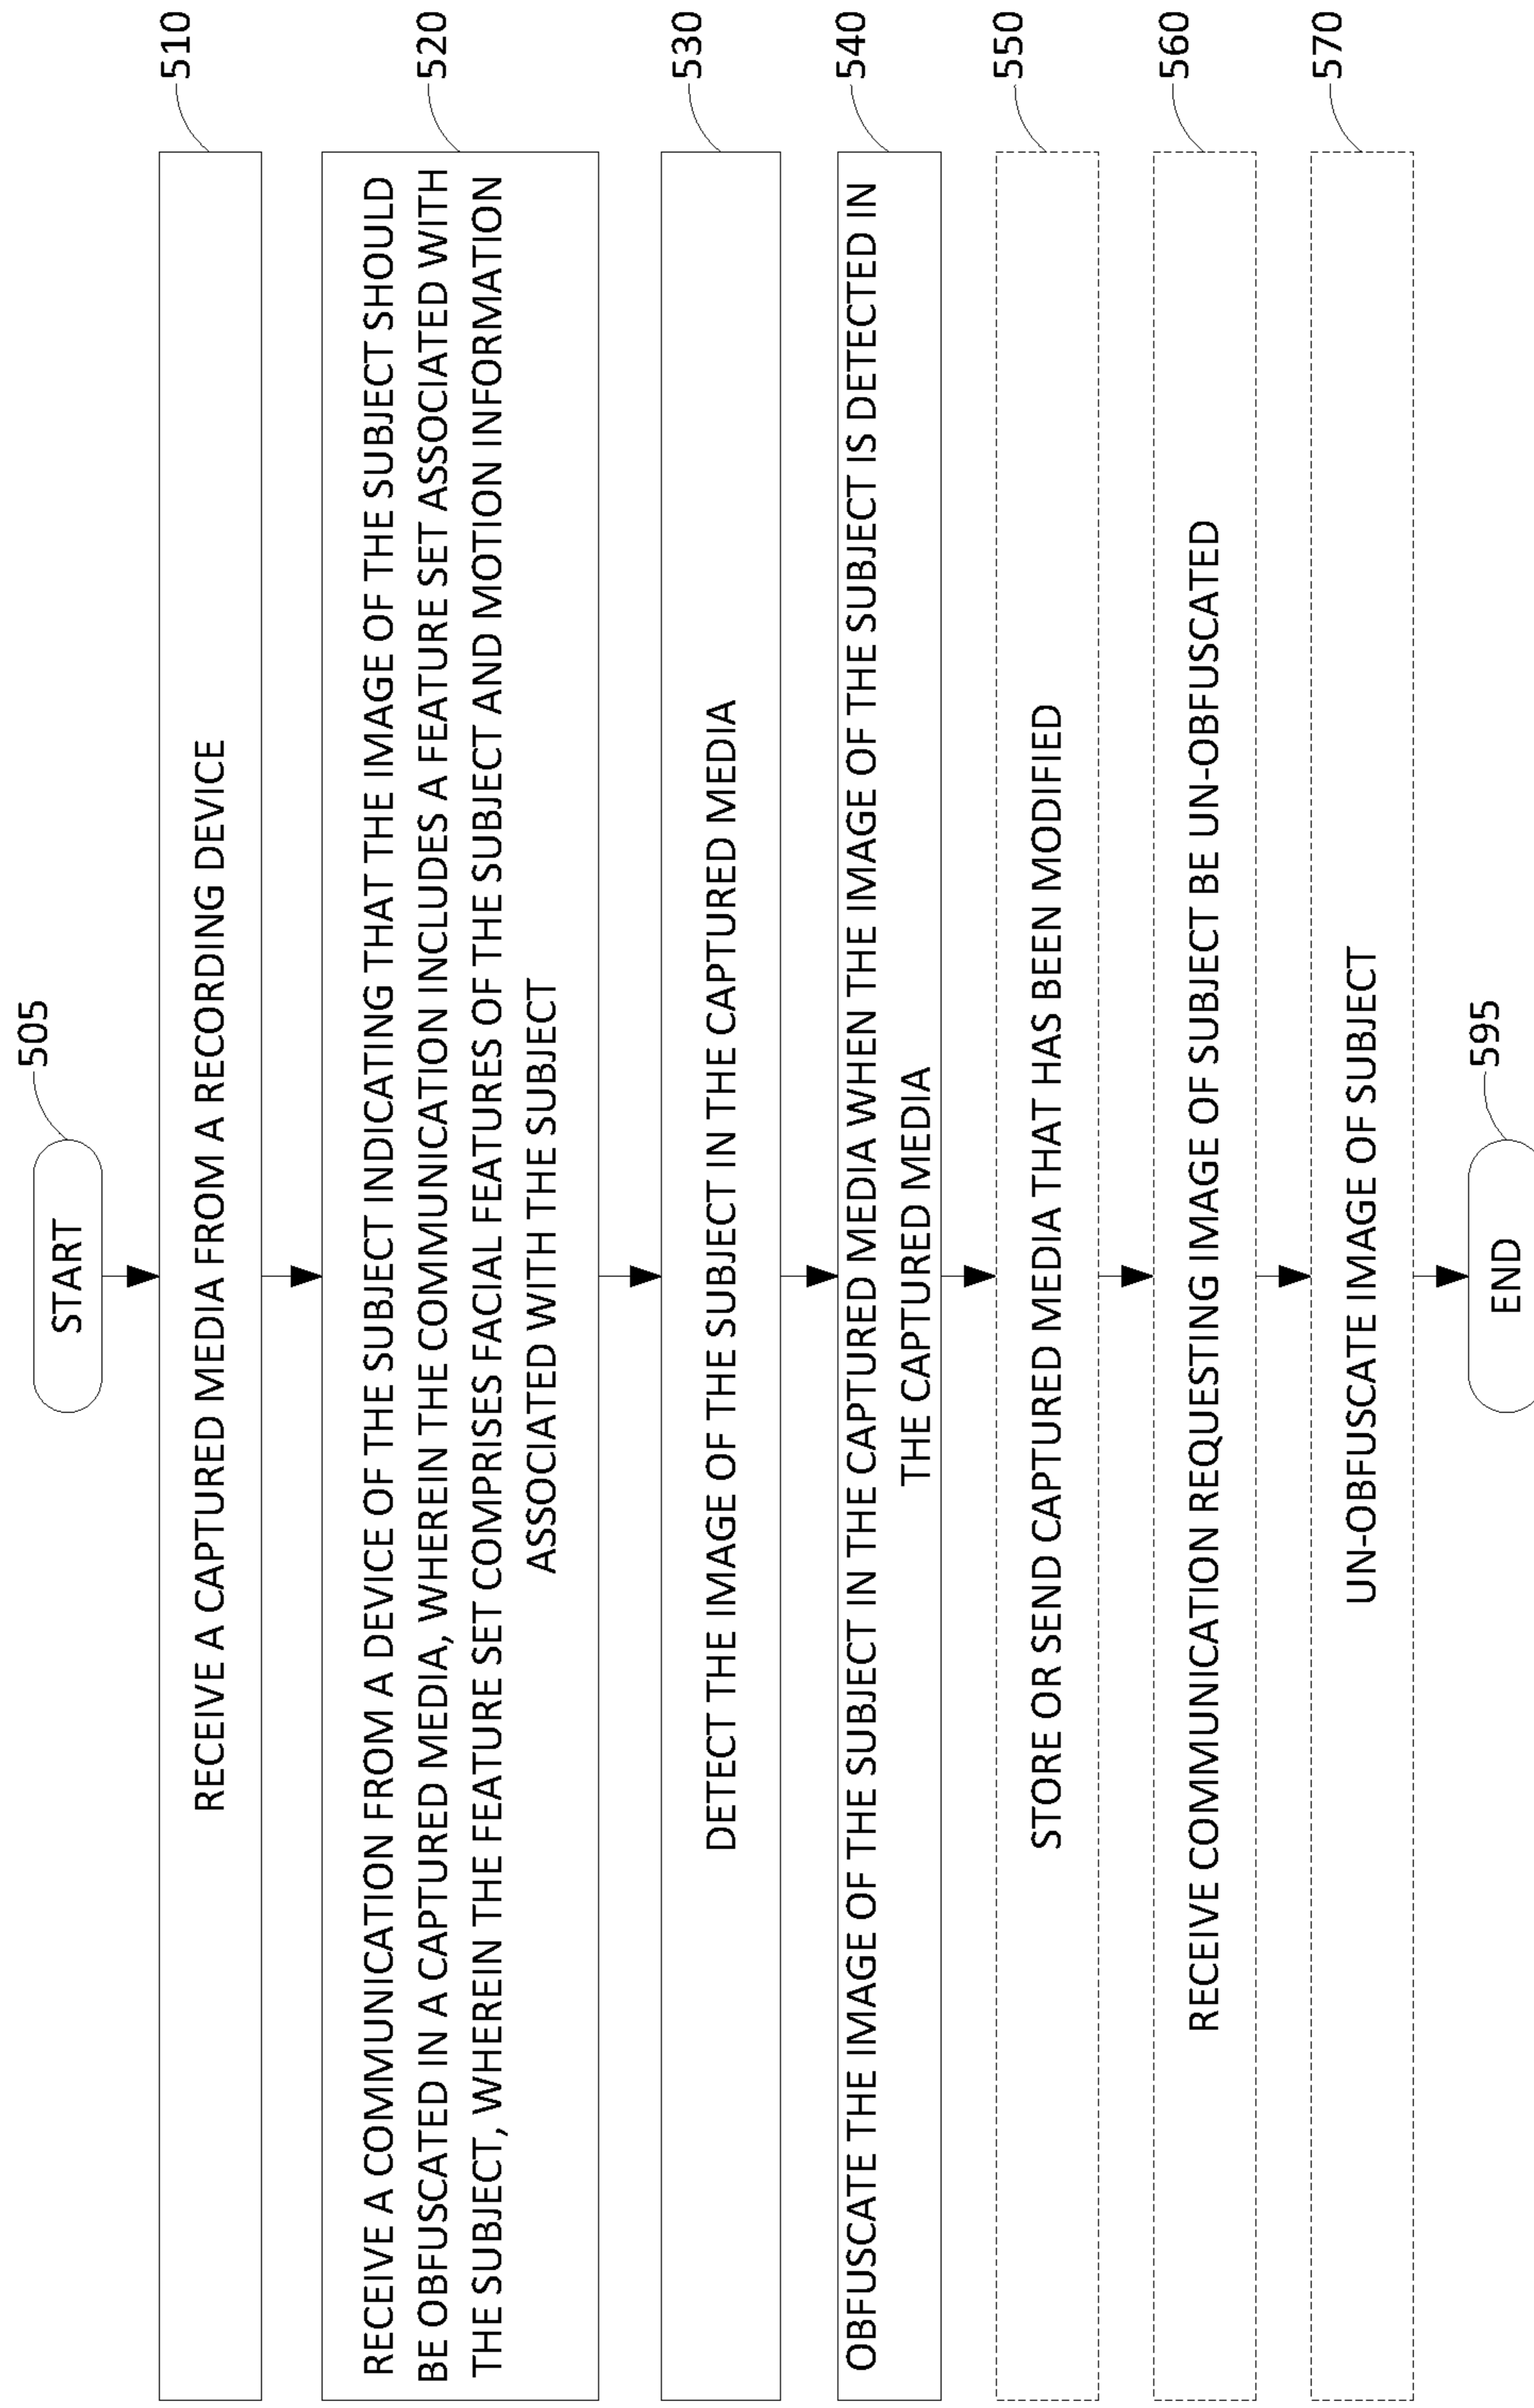 505
START
510
RECEIVE A CAPTURED MEDIA FROM A RECORDING DEVICE
520
RECEIVE A COMMUNICATION FROM A DEVICE OF THE SUBJECT INDICATING THAT THE IMAGE OF THE SUBJECT SHOULD
BE OBFUSCATED IN A CAPTURED MEDIA, WHEREIN THE COMMUNICATION INCLUDES A FEATURE SET ASSOCIATED WITH
THE SUBJECT, WHEREIN THE FEATURE SET COMPRISES FACIAL FEATURES OF THE SUBJECT AND MOTION INFORMATION
ASSOCIATED WITH THE SUBJECT
530
DETECT THE IMAGE OF THE SUBJECT IN THE CAPTURED MEDIA
540
OBFUSCATE THE IMAGE OF THE SUBJECT IN THE CAPTURED MEDIA WHEN THE IMAGE OF THE SUBJECT IS DETECTED IN
THE CAPTURED MEDIA
550
STORE OR SEND CAPTURED MEDIA THAT HAS BEEN MODIFIED
560
RECEIVE COMMUNICATION REQUESTING IMAGE OF SUBJECT BE UN-OBFUSCATED
570
UN-OBFUSCATE IMAGE OF SUBJECT
595
END